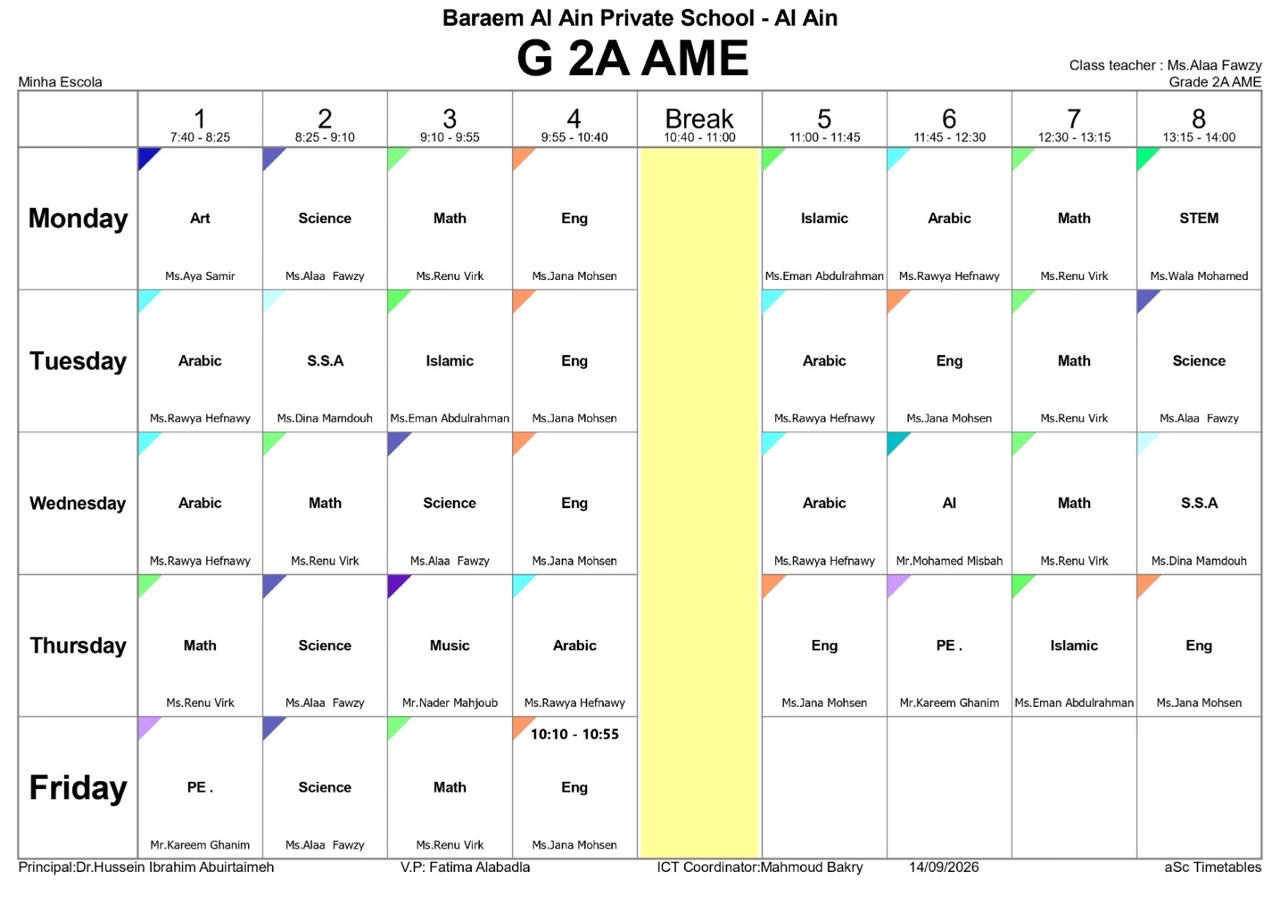 Baraem Al Ain Private School - Al Ain
G 2A AME
Class teacher : Ms.Alaa Fawzy
Minha Escola
Grade 2A AME
1 2 3 4 Break 5 6 7 8
7:40 - 8:25 8:25 - 9:10 9:10 - 9:55 9:55 - 10:40 10:40 - 11:00 11:00 - 11:45 11:45 - 12:30 12:30 - 13:15 13:15 - 14:00
Monday Art Science Math Eng Islamic Arabic Math STEM
Ms.Aya Samir Ms.Alaa Fawzy Ms.Renu Virk Ms.Jana Mohsen Ms.Eman Abdulrahman Ms.Rawya Hefnawy Ms.Renu Virk Ms.Wala Mohamed
Tuesday Arabic S.S.A Islamic Eng Arabic Eng Math Science
Ms.Rawya Hefnawy Ms.Dina Mamdouh Ms.Eman Abdulrahman Ms.Jana Mohsen Ms.Rawya Hefnawy Ms.Jana Mohsen Ms.Renu Virk Ms.Alaa Fawzy
Wednesday Arabic Math Science Eng Arabic AI Math S.S.A
Ms.Rawya Hefnawy Ms.Renu Virk Ms.Alaa Fawzy Ms.Jana Mohsen Ms.Rawya Hefnawy Mr.Mohamed Misbah Ms.Renu Virk Ms.Dina Mamdouh
Thursday Math Science Music Arabic Eng PE . Islamic Eng
Ms.Renu Virk Ms.Alaa Fawzy Mr.Nader Mahjoub Ms.Rawya Hefnawy Ms.Jana Mohsen Mr.Kareem Ghanim Ms.Eman Abdulrahman Ms.Jana Mohsen
10:10 - 10:55
Friday PE . Science Math Eng
Mr.Kareem Ghanim Ms.Alaa Fawzy Ms.Renu Virk Ms.Jana Mohsen
Principal:Dr.Hussein Ibrahim Abuirtaimeh V.P: Fatima Alabadla ICT Coordinator:Mahmoud Bakry 14/09/2026 aSc Timetables